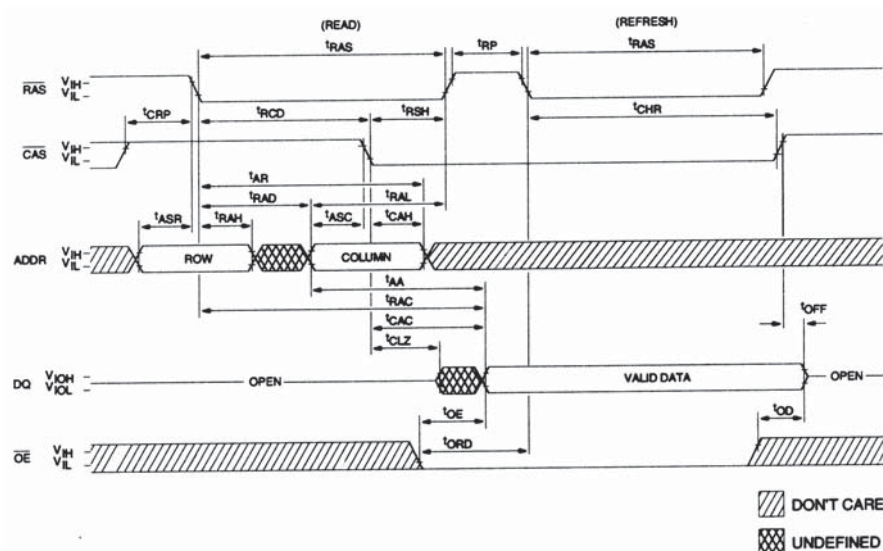 (READ) (REFRESH)
tRAS tRP tRAS
RAS VIH VIL
tCRP tRCD tRSH tCHR
CAS VIH VIL
tAR
tRAD tRAL
tASR tRAH tASC tCAH
ADDR VIH VIL ROW COLUMN
tAA
tRAC
tCAC tOFF
tCLZ
DQ VIOH VIOL OPEN VALID DATA OPEN
tOE tOD
tORD
OE VIH VIL
DON'T CARE
UNDEFINED